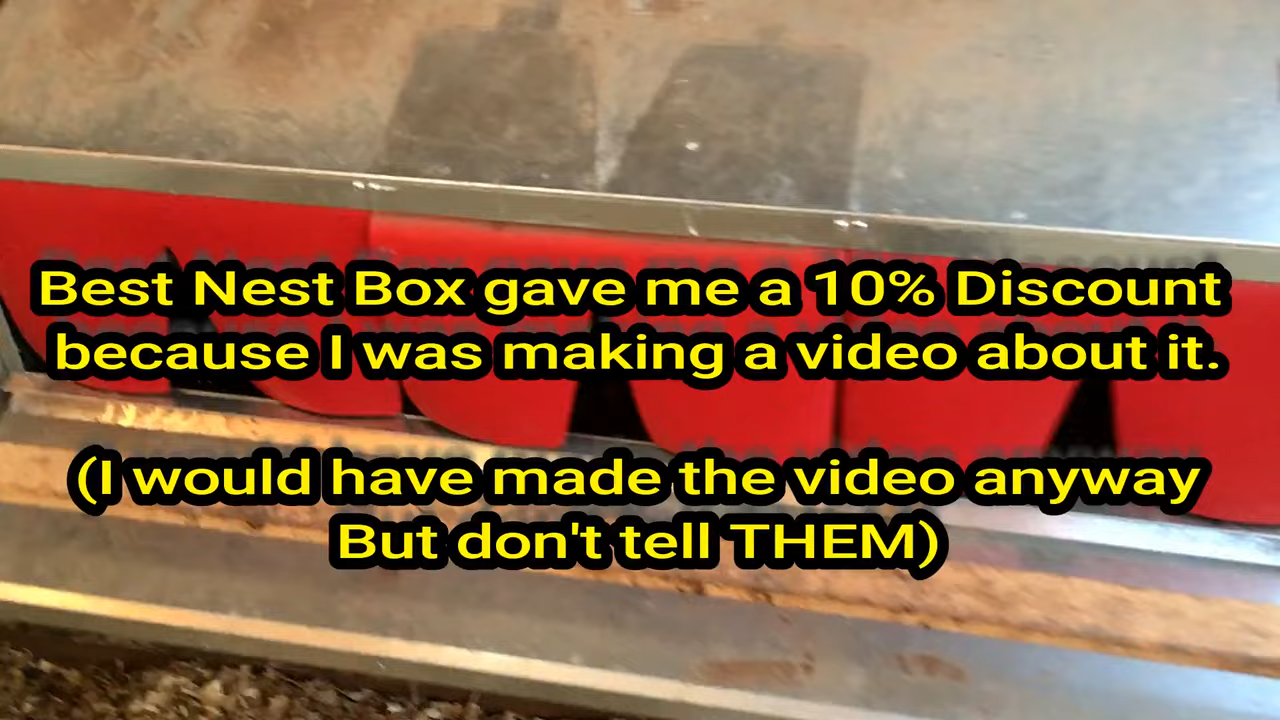 Best Nest Box gave me a 10% Discount
because I was making a video about it.
(I would have made the video anyway
But don't tell THEM)